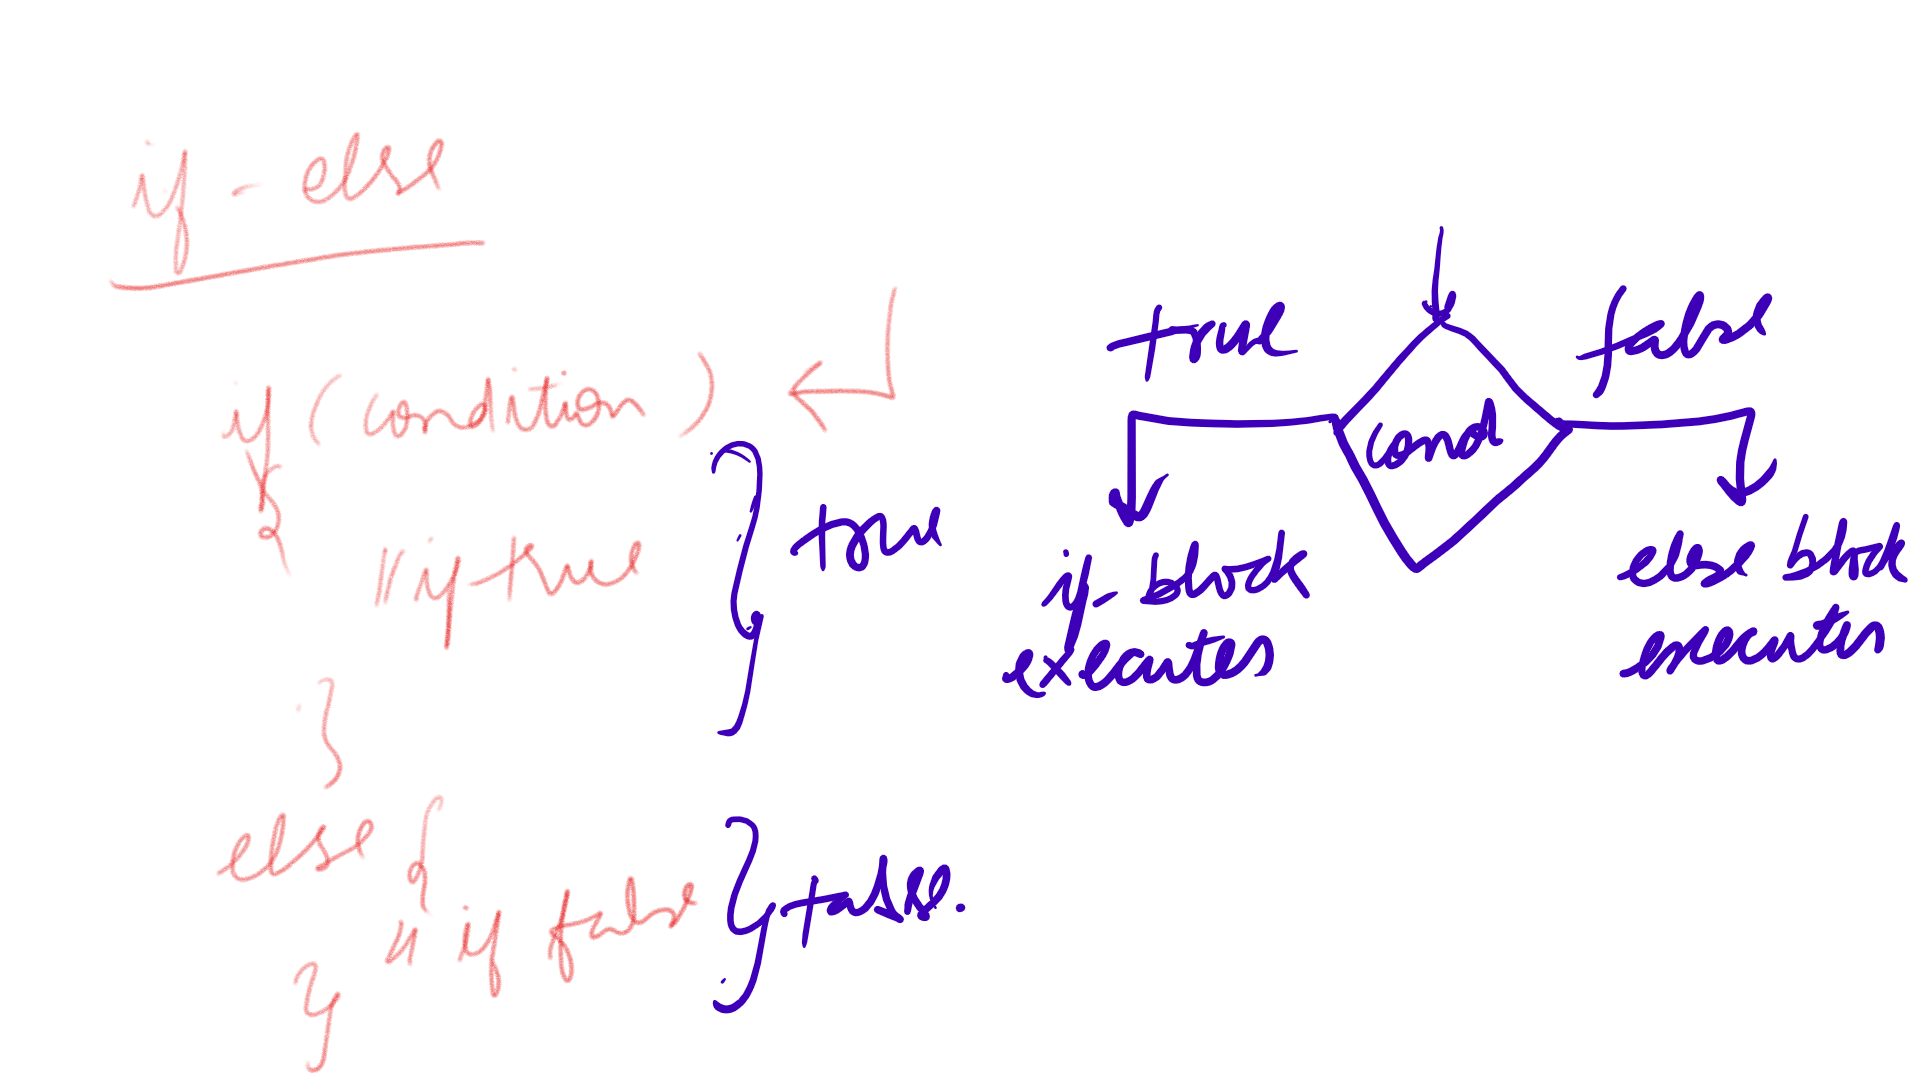 if - else
if (condition)
{
// if true
} true
}
else {
// if false
} false.
}
true
false
cond
if - block
executes
else block
executes